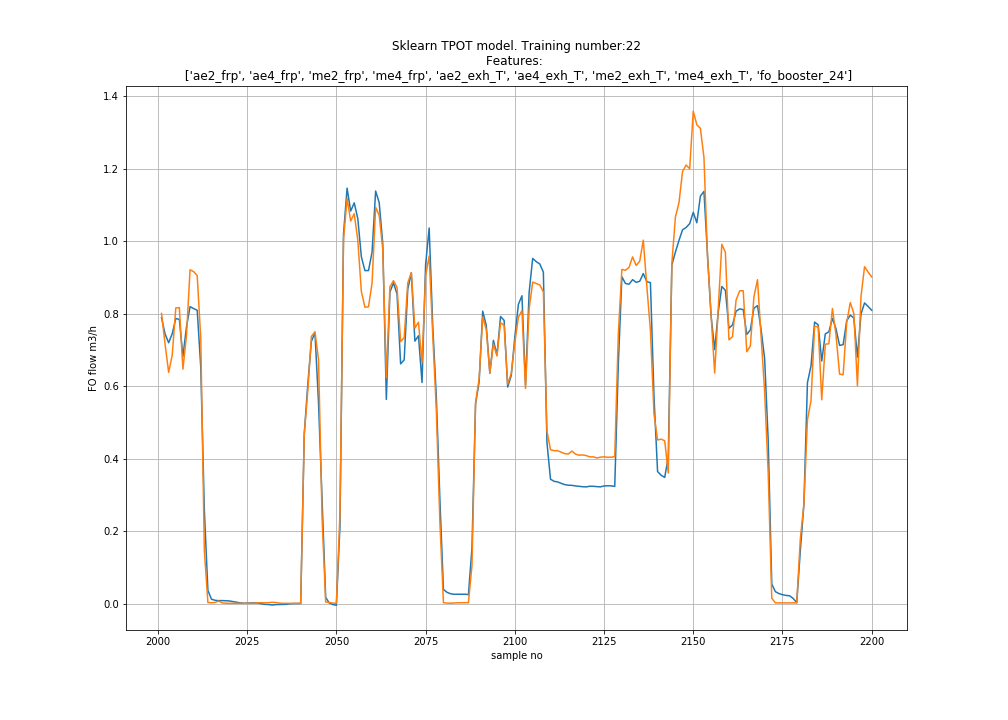 Sklearn TPOT model. Training number:22
Features:
['ae2_frp', 'ae4_frp', 'me2_frp', 'me4_frp', 'ae2_exh_T', 'ae4_exh_T', 'me2_exh_T', 'me4_exh_T', 'fo_booster_24']
1.4
1.2
1.0
0.8
0.6
0.4
0.2
0.0
FO flow m3/h
2000 2025 2050 2075 2100 2125 2150 2175 2200
sample no